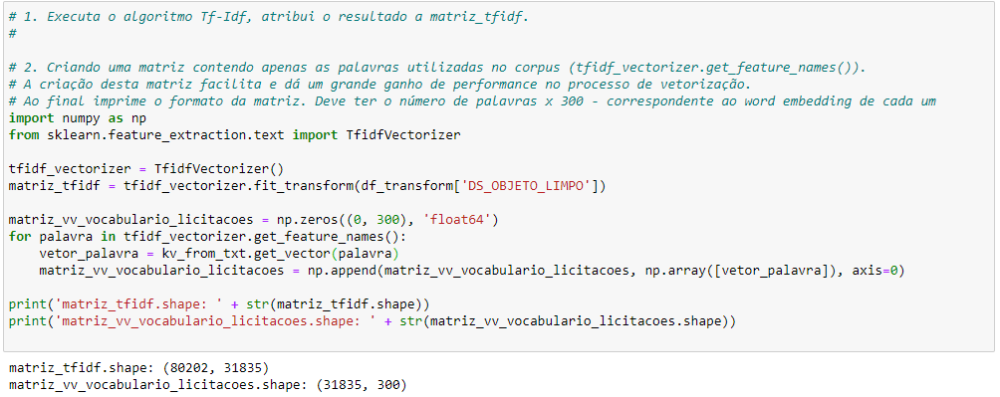 # 1. Executa o algoritmo Tf-Idf, atribui o resultado a matriz_tfidf.
#
# 2. Criando uma matriz contendo apenas as palavras utilizadas no corpus (tfidf_vectorizer.get_feature_names()).
# A criação desta matriz facilita e dá um grande ganho de performance no processo de vetorização.
# Ao final imprime o formato da matriz. Deve ter o número de palavras x 300 - correspondente ao word embedding de cada um
import numpy as np
from sklearn.feature_extraction.text import TfidfVectorizer
tfidf_vectorizer = TfidfVectorizer()
matriz_tfidf = tfidf_vectorizer.fit_transform(df_transform['DS_OBJETO_LIMPO'])
matriz_vv_vocabulario_licitacoes = np.zeros((0, 300), 'float64')
for palavra in tfidf_vectorizer.get_feature_names():
    vetor_palavra = kv_from_txt.get_vector(palavra)
    matriz_vv_vocabulario_licitacoes = np.append(matriz_vv_vocabulario_licitacoes, np.array([vetor_palavra]), axis=0)
print('matriz_tfidf.shape: ' + str(matriz_tfidf.shape))
print('matriz_vv_vocabulario_licitacoes.shape: ' + str(matriz_vv_vocabulario_licitacoes.shape))
matriz_tfidf.shape: (80202, 31835)
matriz_vv_vocabulario_licitacoes.shape: (31835, 300)